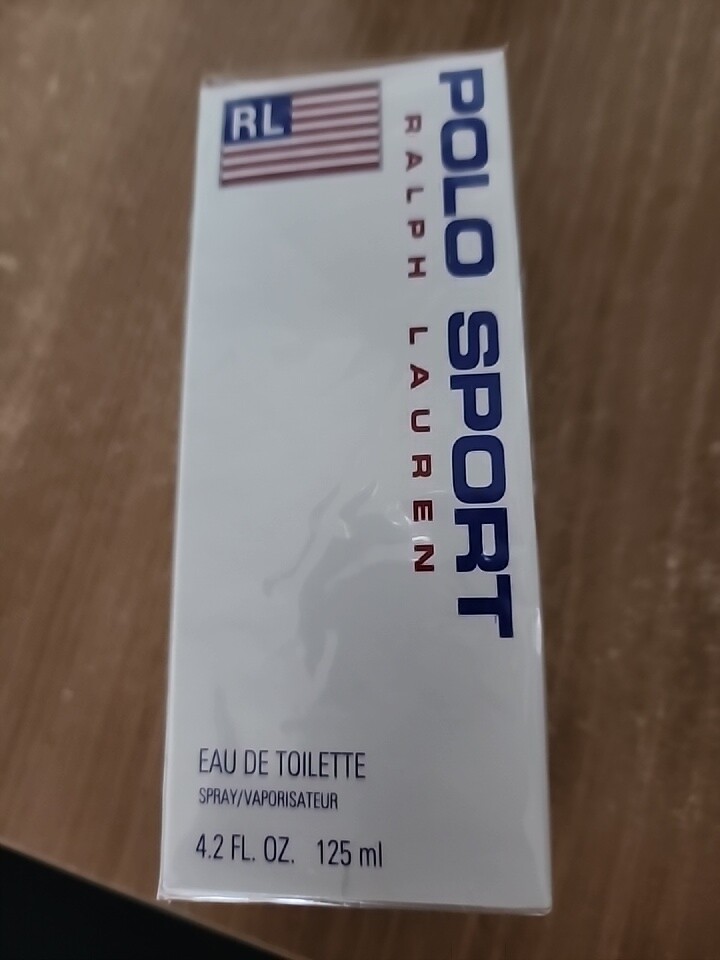 RL
POLO SPORT
RALPH LAUREN
EAU DE TOILETTE
SPRAY/VAPORISATEUR
4.2 FL. OZ. 125 ml